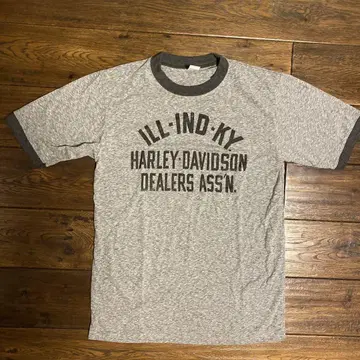 ILL·IND·KY.
HARLEY-DAVIDSON
DEALERS ASS'N.